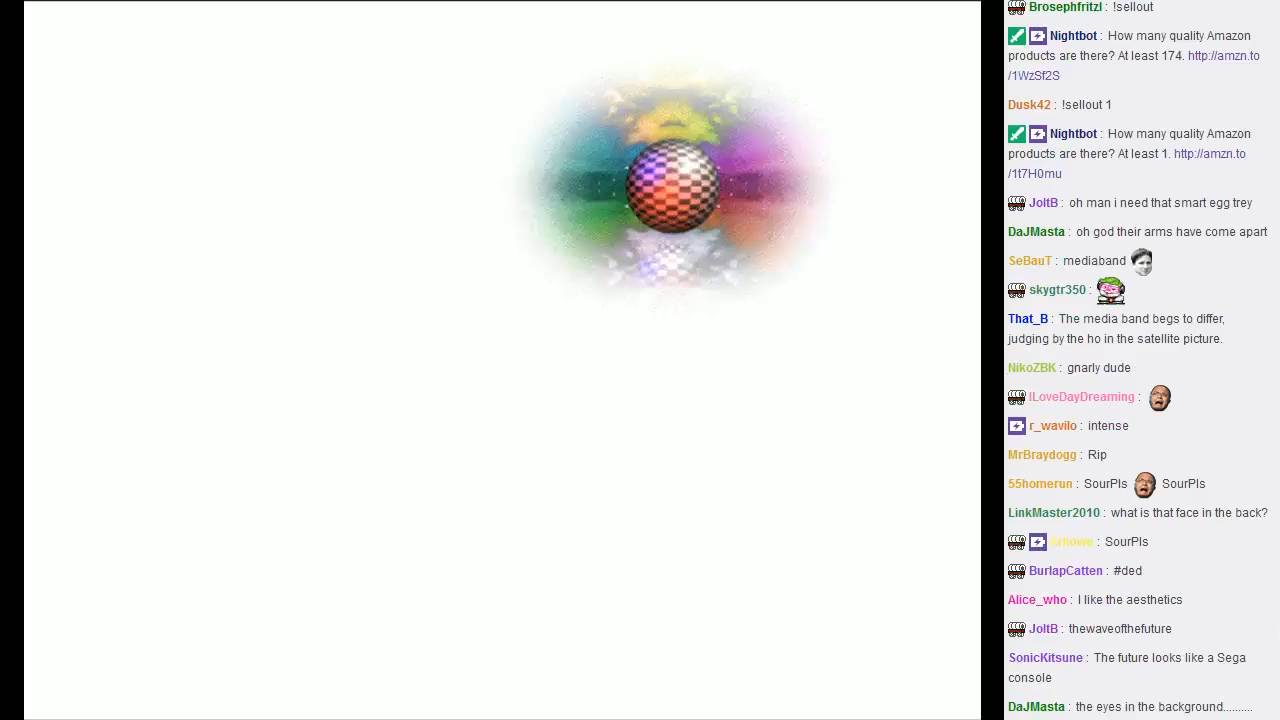 Brosephfritzl : !sellout
Nightbot : How many quality Amazon
products are there? At least 174. http://amzn.to
/1WzSf2S
Dusk42 : !sellout 1
Nightbot : How many quality Amazon
products are there? At least 1. http://amzn.to
/1t7H0mu
JoltB : oh man i need that smart egg trey
DaJMasta : oh god their arms have come apart
SeBauT : mediaband
skygtr350 :
That_B : The media band begs to differ,
judging by the ho in the satellite picture.
NikoZBK : gnarly dude
ILoveDayDreaming :
r_wavilo : intense
MrBraydogg : Rip
55homerun : SourPls SourPls
LinkMaster2010 : what is that face in the back?
: SourPls
BurlapCatten : #ded
Alice_who : I like the aesthetics
JoltB : thewaveofthefuture
SonicKitsune : The future looks like a Sega
console
DaJMasta : the eyes in the background..........